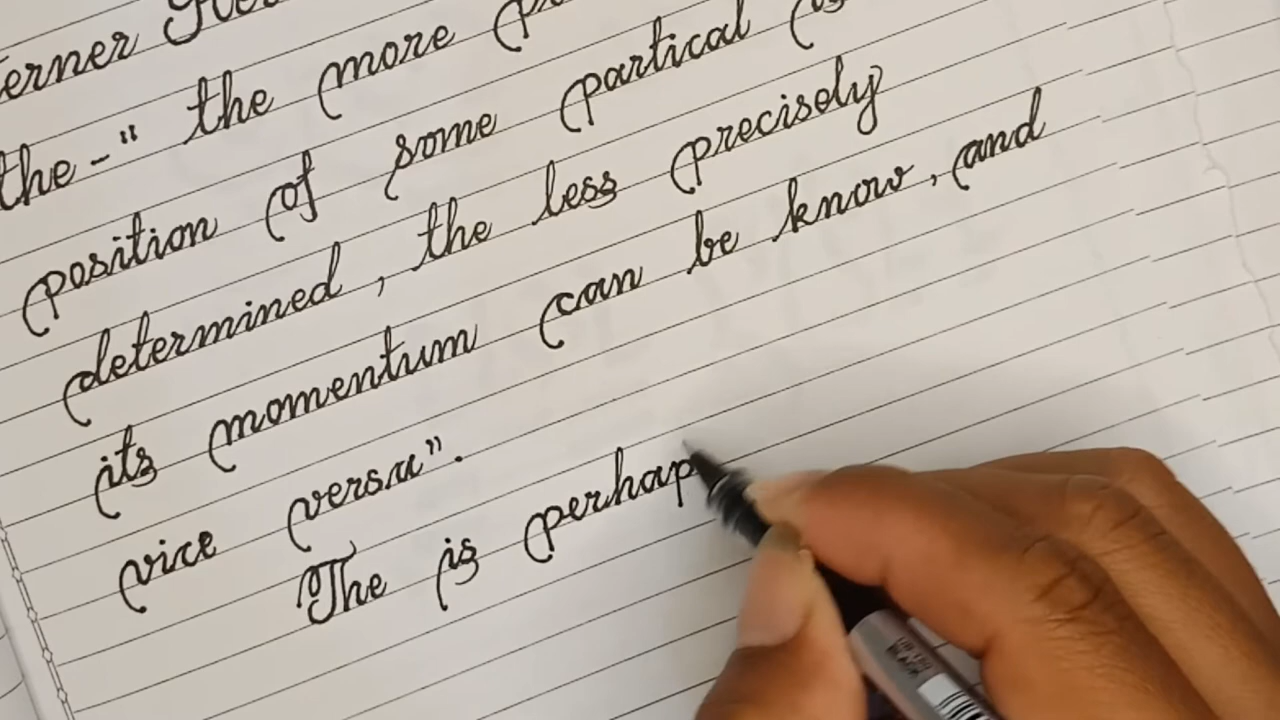 the-" the more
position of some partical
determined, the less precisely
its momentum can be know, and
vice versa".
The is perhap